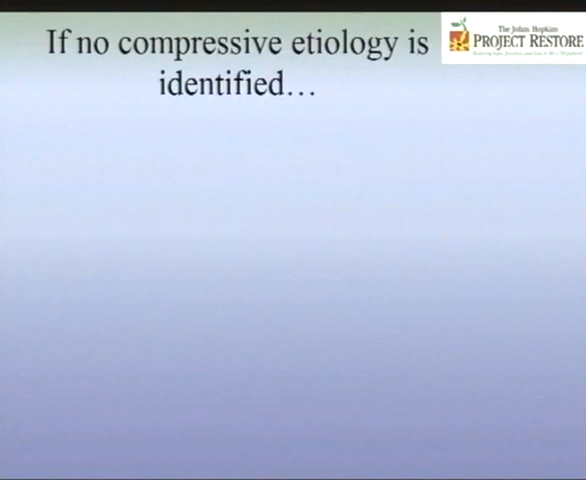 If no compressive etiology is
identified…
The Johns Hopkins
PROJECT RESTORE